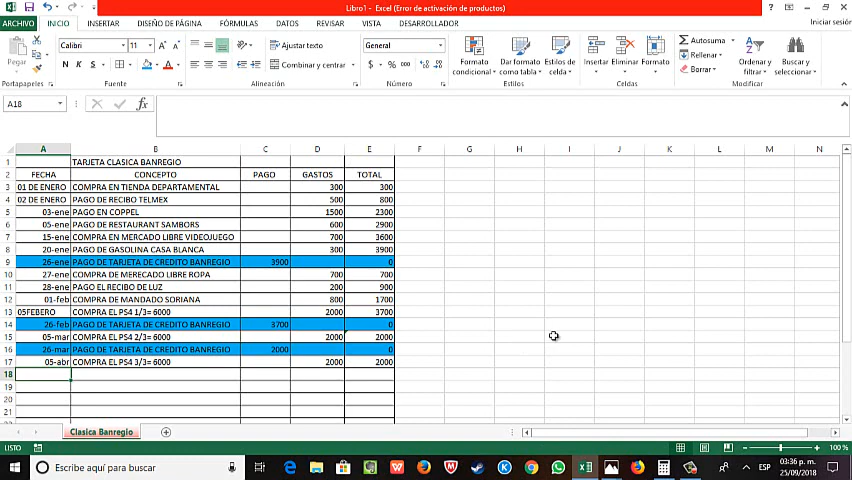 Libro1 - Excel (Error de activación de productos)
ARCHIVO INICIO INSERTAR DISEÑO DE PÁGINA FÓRMULAS DATOS REVISAR VISTA DESARROLLADOR Iniciar sesión
Pegar Calibri 11 Ajustar texto General Formato condicional Dar formato como tabla Estilos de celda Insertar Eliminar Formato Autosuma Rellenar Borrar Ordenar y filtrar Buscar y seleccionar
N K S Combinar y centrar $ % 000
Portapapeles Fuente Alineación Número Estilos Celdas Modificar
A18 fx
A B C D E F G H I J K L M N
1 TARJETA CLASICA BANREGIO
2 FECHA CONCEPTO PAGO GASTOS TOTAL
3 01 DE ENERO COMPRA EN TIENDA DEPARTAMENTAL 300 300
4 02 DE ENERO PAGO DE RECIBO TELMEX 500 800
5 03-ene PAGO EN COPPEL 1500 2300
6 05-ene PAGO DE RESTAURANT SAMBORS 600 2900
7 15-ene COMPRA EN MERCADO LIBRE VIDEOJUEGO 700 3600
8 20-ene PAGO DE GASOLINA CASA BLANCA 300 3900
9 26-ene PAGO DE TARJETA DE CREDITO BANREGIO 3900 0
10 27-ene COMPRA DE MERECADO LIBRE ROPA 700 700
11 28-ene PAGO EL RECIBO DE LUZ 200 900
12 01-feb COMPRA DE MANDADO SORIANA 800 1700
13 05FEBERO COMPRA EL PS4 1/3= 6000 2000 3700
14 26-feb PAGO DE TARJETA DE CREDITO BANREGIO 3700 0
15 05-mar COMPRA EL PS4 2/3= 6000 2000 2000
16 26-mar PAGO DE TARJETA DE CREDITO BANREGIO 2000 0
17 05-abr COMPRA EL PS4 3/3= 6000 2000 2000
18
19
20
21
Clasica Banregio
LISTO 100 %
Escribe aquí para buscar ESP 03:36 p. m.
25/09/2018